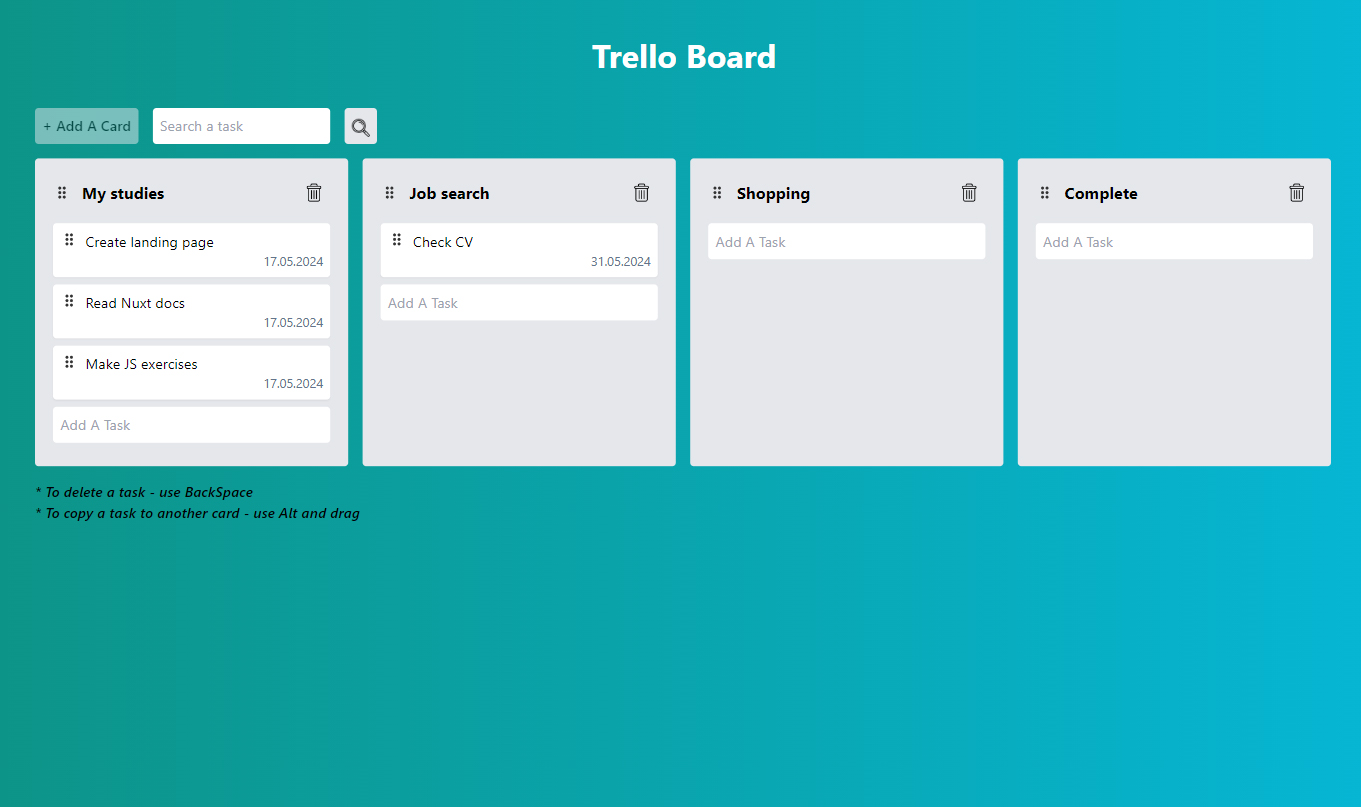 Trello Board
+ Add A Card
Search a task
My studies
Create landing page
17.05.2024
Read Nuxt docs
17.05.2024
Make JS exercises
17.05.2024
Add A Task
Job search
Check CV
31.05.2024
Add A Task
Shopping
Add A Task
Complete
Add A Task
* To delete a task - use BackSpace
* To copy a task to another card - use Alt and drag